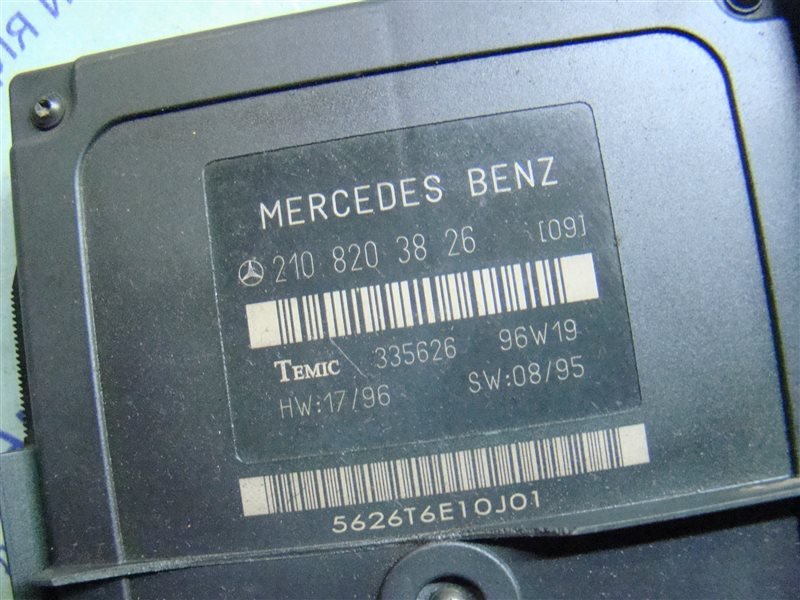 MERCEDES BENZ
210 820 38 26 [09]
TEMIC 335626 96W19
HW:17/96 SW:08/95
5626T6E10J01